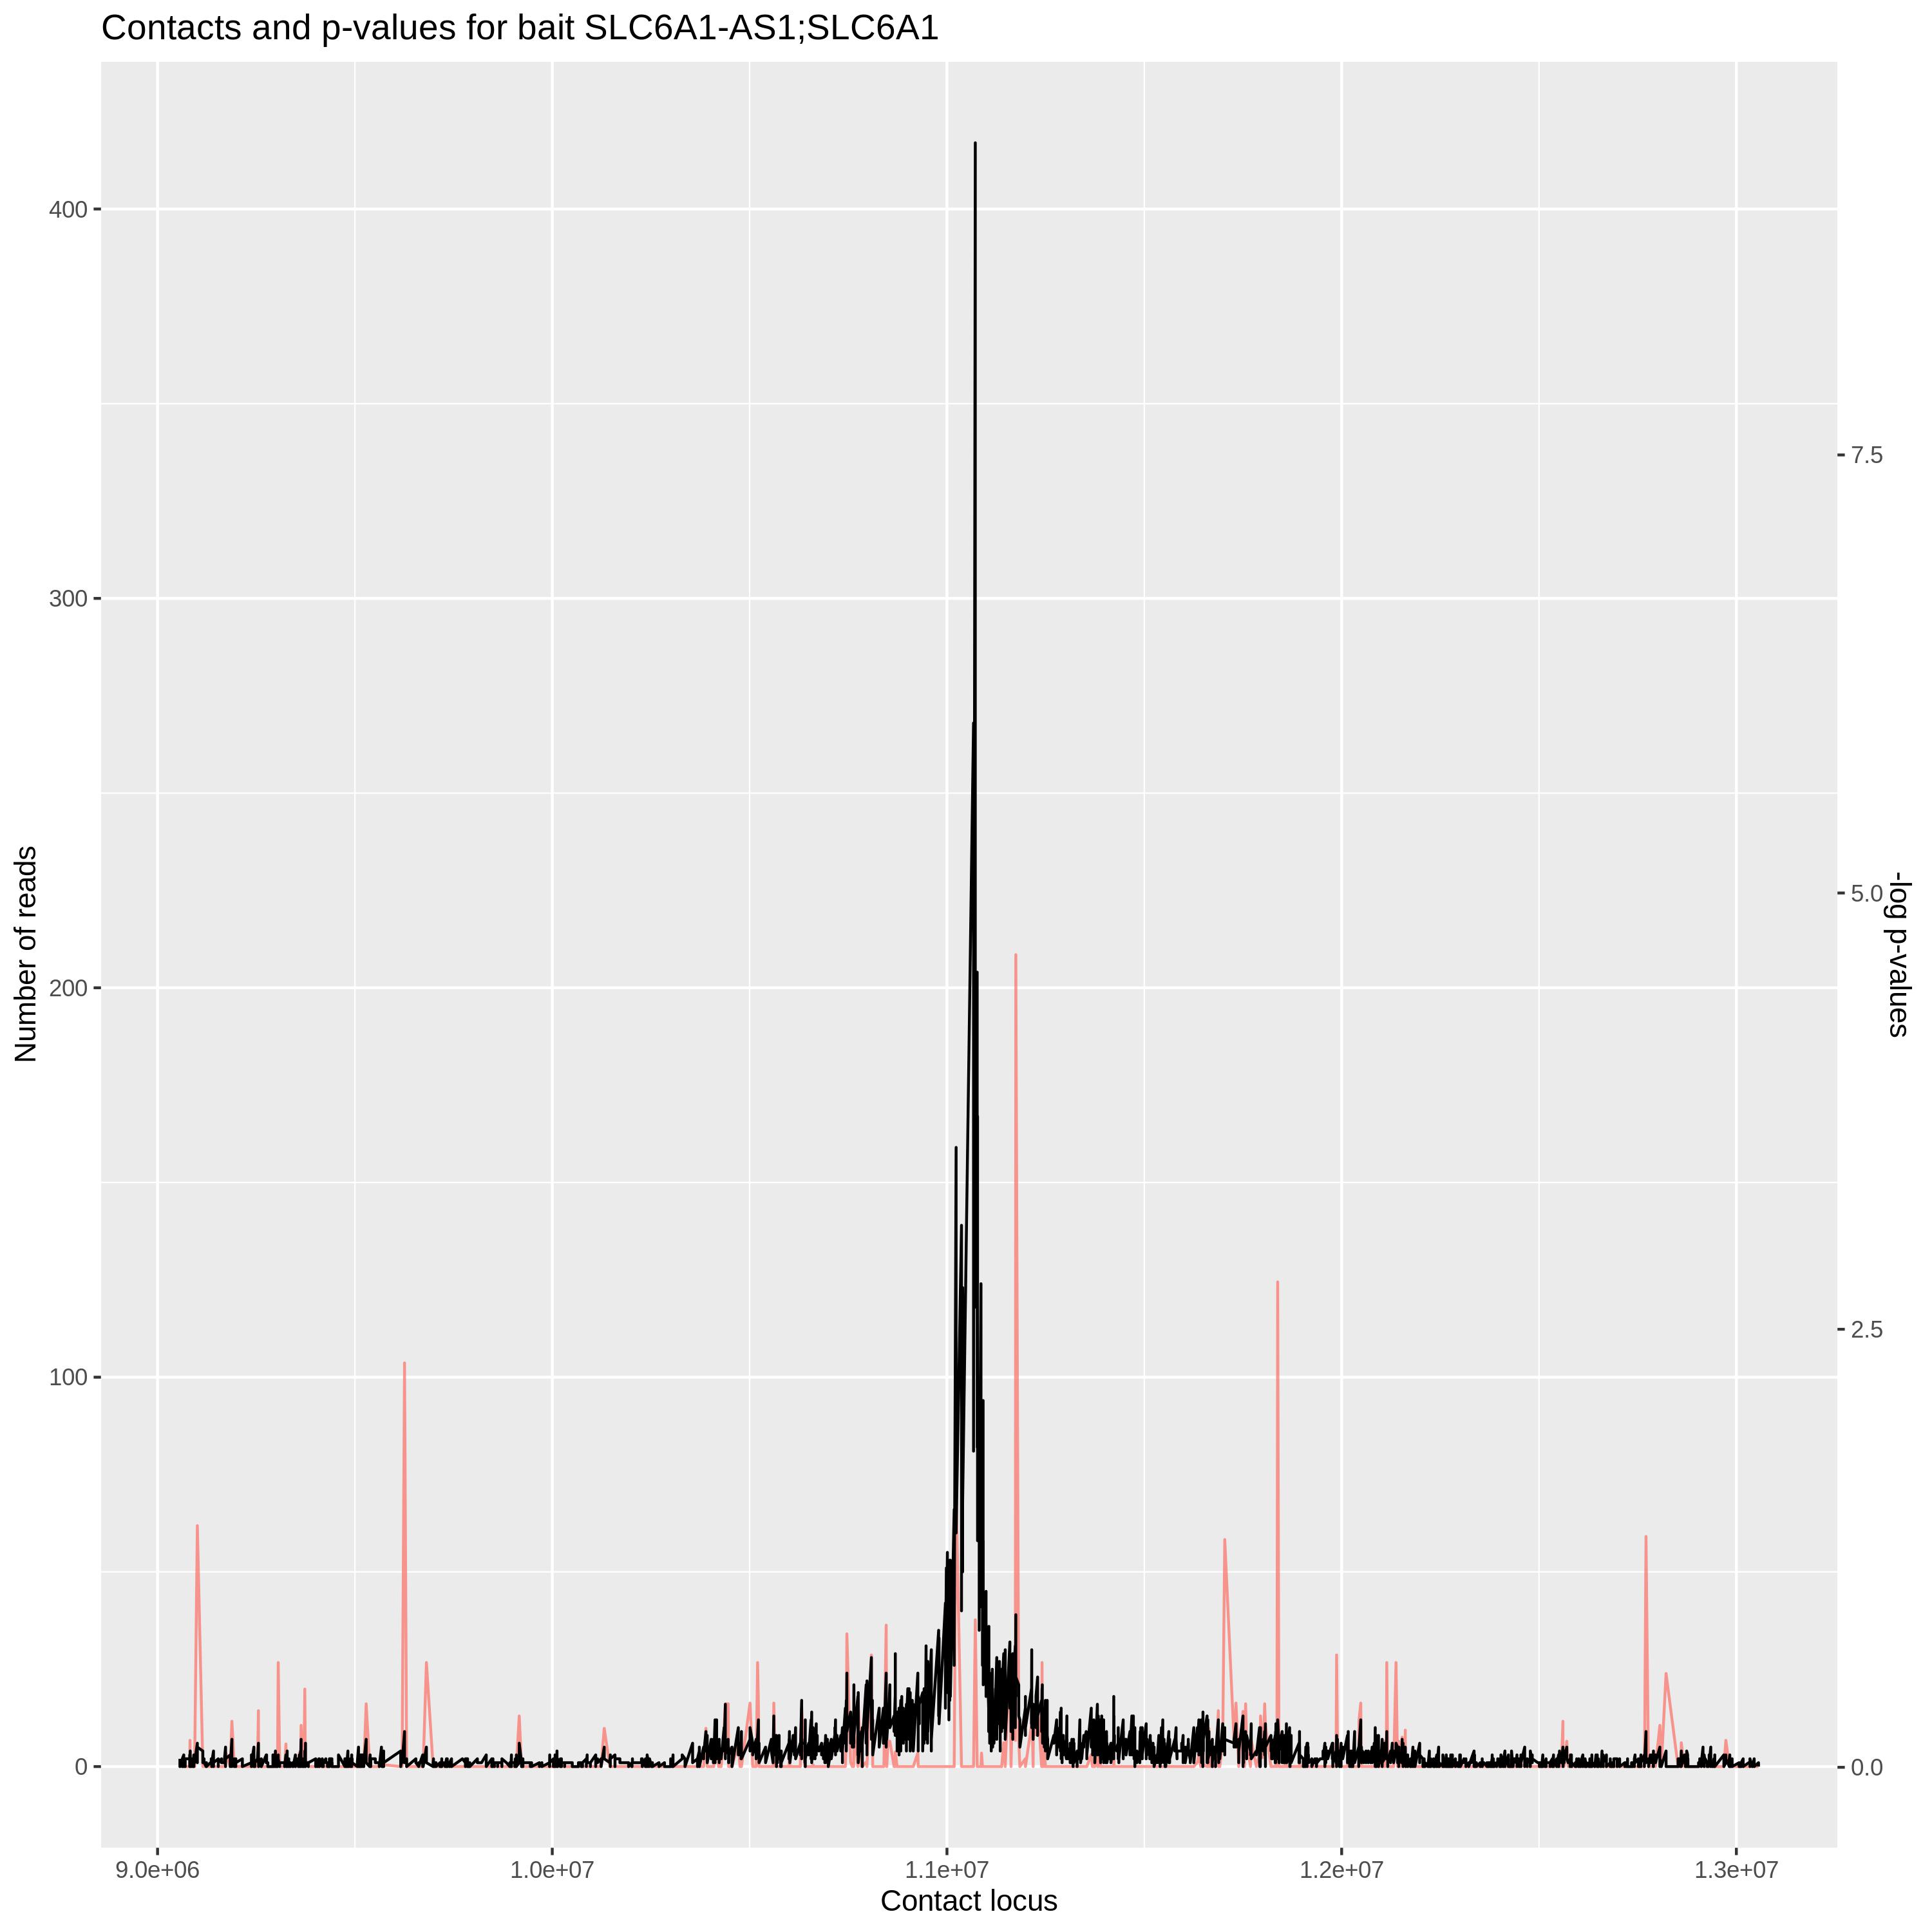 Contacts and p-values for bait SLC6A1-AS1;SLC6A1
400
300
200
100
0
Number of reads
7.5
5.0
2.5
0.0
-log p-values
9.0e+06 1.0e+07 1.1e+07 1.2e+07 1.3e+07
Contact locus